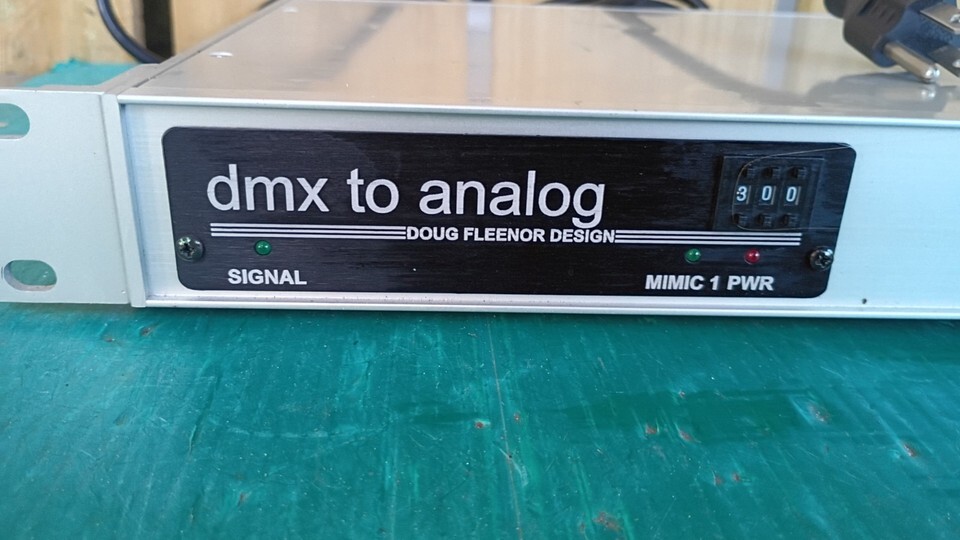 dmx to analog
300
DOUG FLEENOR DESIGN
SIGNAL
MIMIC 1 PWR